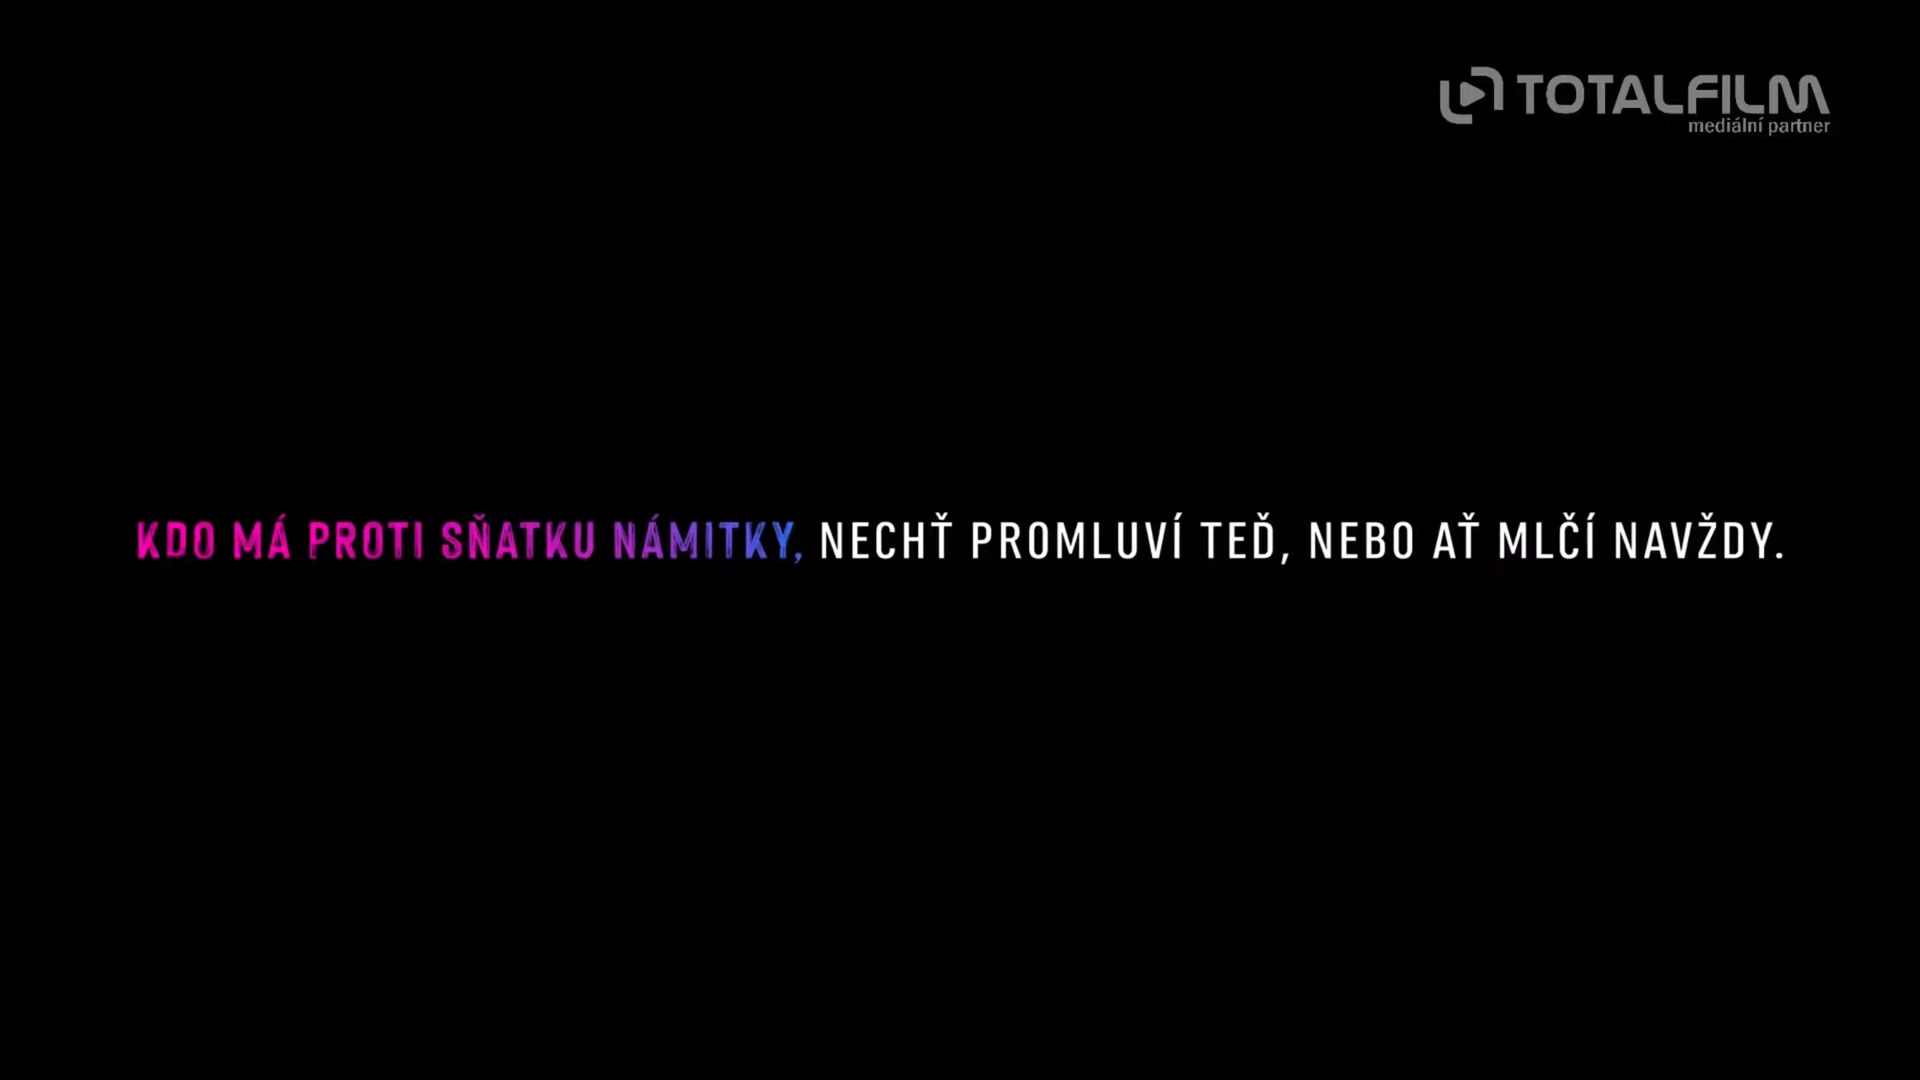 TOTALFILM
mediální partner
KDO MÁ PROTI SŇATKU NÁMITKY, NECHŤ PROMLUVÍ TEĎ, NEBO AŤ MLČÍ NAVŽDY.